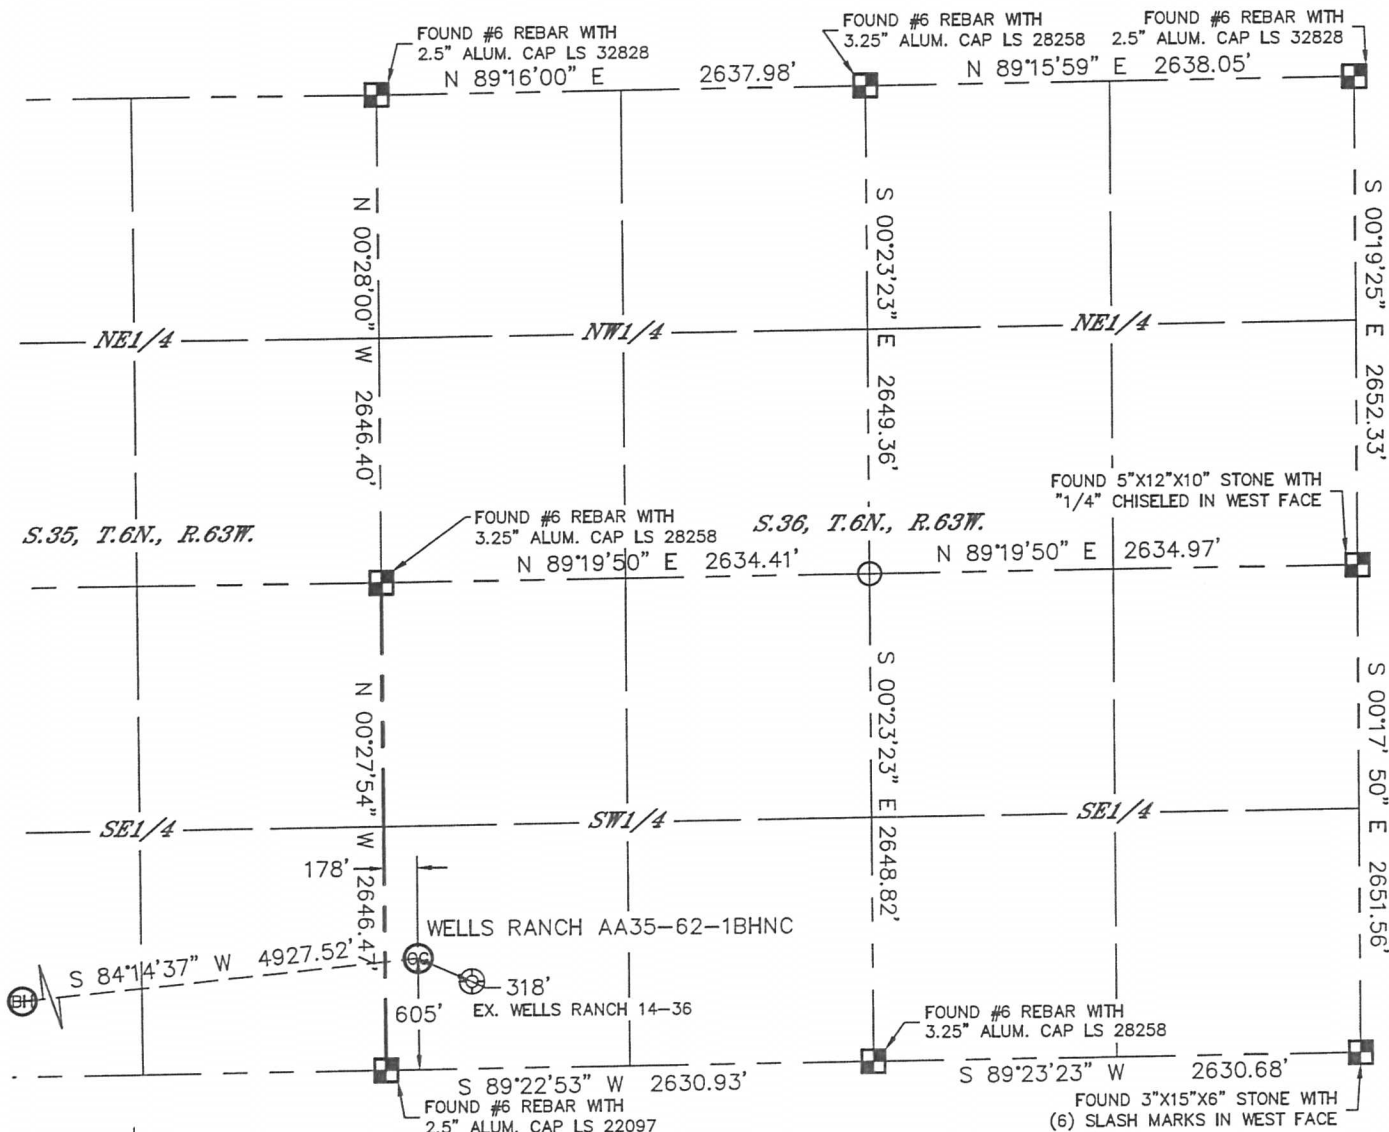 FOUND #6 REBAR WITH
2.5" ALUM. CAP LS 32828
FOUND #6 REBAR WITH
3.25" ALUM. CAP LS 28258
FOUND #6 REBAR WITH
2.5" ALUM. CAP LS 32828
N 89°16'00" E 2637.98'
N 89°15'59" E 2638.05'
N 00°28'00" W 2646.40'
S 00°23'23" E 2649.36'
S 00°19'25" E 2652.33'
NE1/4
NW1/4
NE1/4
FOUND 5"X12"X10" STONE WITH
"1/4" CHISELED IN WEST FACE
S.35, T.6N., R.63W.
FOUND #6 REBAR WITH
3.25" ALUM. CAP LS 28258
S.36, T.6N., R.63W.
N 89°19'50" E 2634.41'
N 89°19'50" E 2634.97'
N 00°27'54" W 2646.47'
S 00°23'23" E 2648.82'
S 00°17' 50" E 2651.56'
SE1/4
SW1/4
SE1/4
178'
WELLS RANCH AA35-62-1BHNC
S 84°14'37" W 4927.52'
OG
BH
318'
605'
EX. WELLS RANCH 14-36
FOUND #6 REBAR WITH
3.25" ALUM. CAP LS 28258
S 89°22'53" W 2630.93'
S 89°23'23" W 2630.68'
FOUND #6 REBAR WITH
2.5" ALUM. CAP LS 22097
FOUND 3"X15"X6" STONE WITH
(6) SLASH MARKS IN WEST FACE